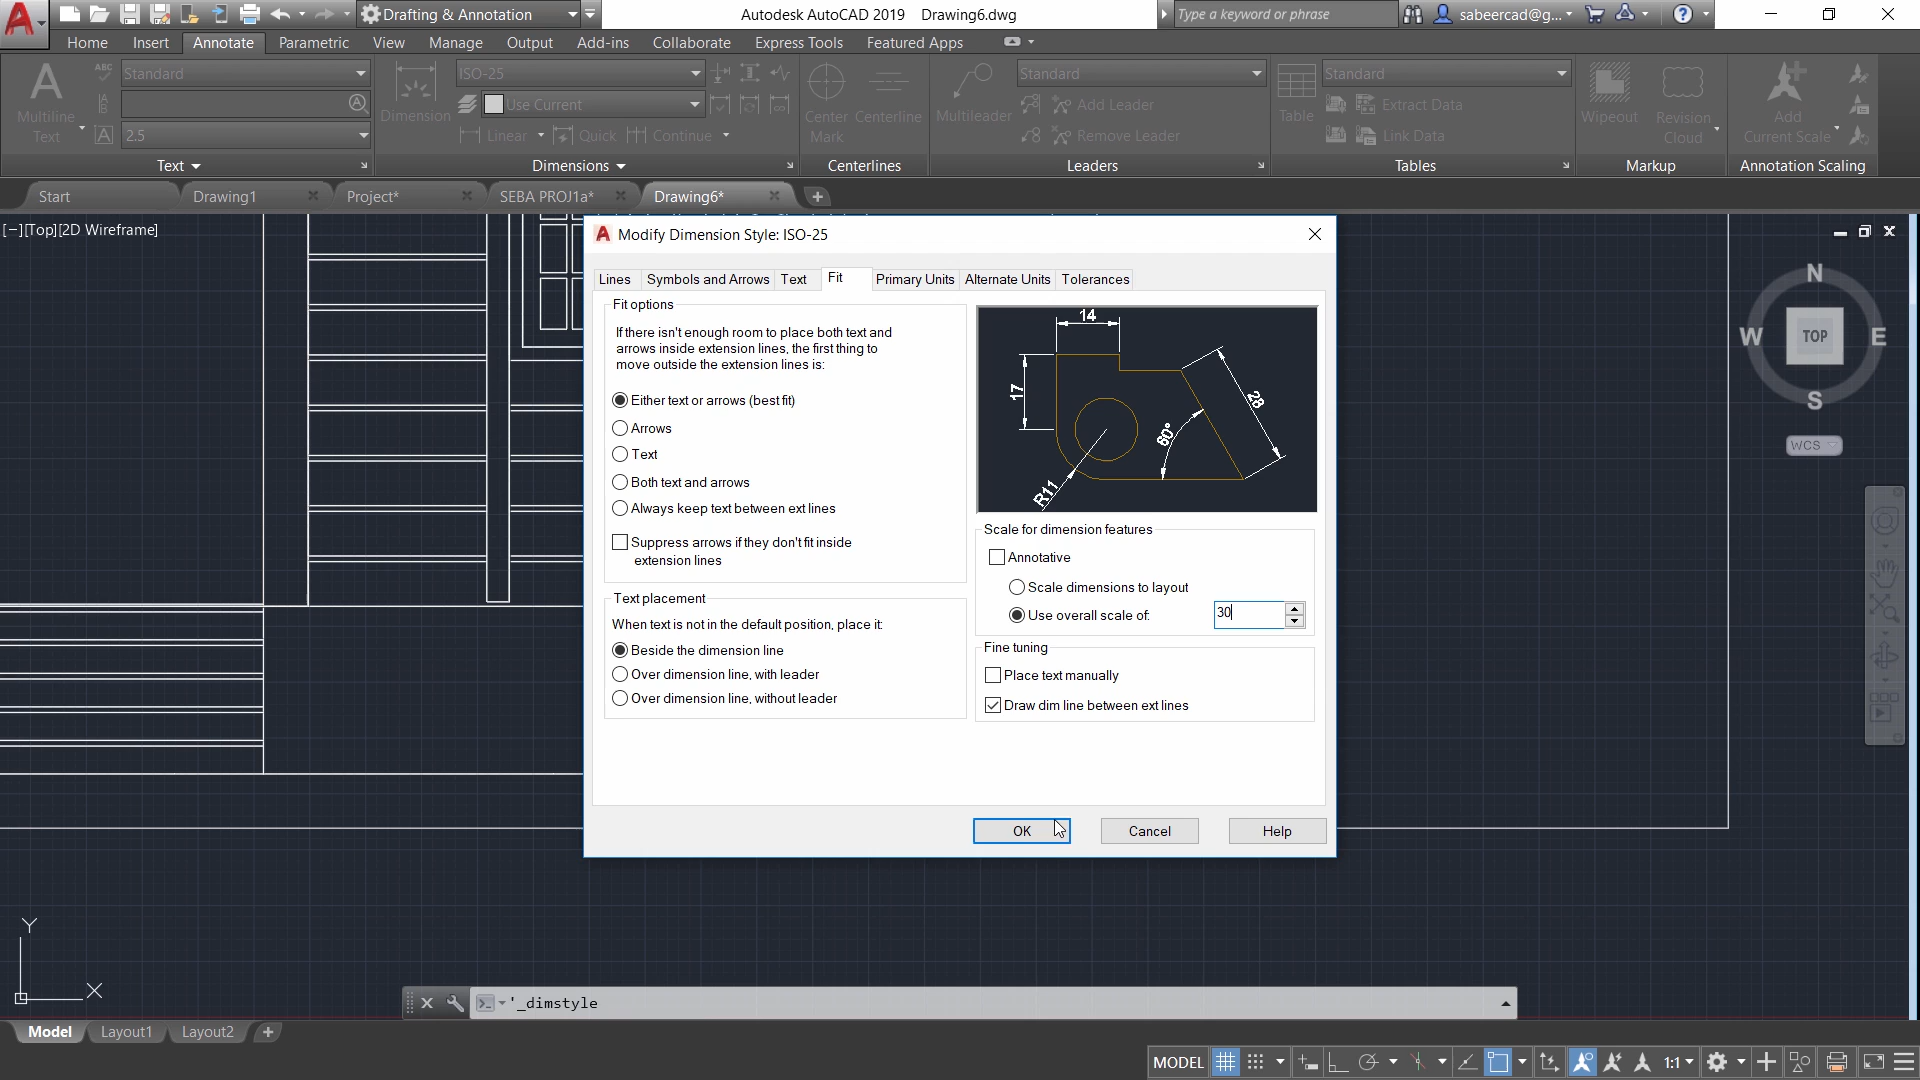 Drafting & Annotation
Autodesk AutoCAD 2019 Drawing6.dwg
Type a keyword or phrase
sabeercad@g...
Home Insert Annotate Parametric View Manage Output Add-ins Collaborate Express Tools Featured Apps
Multiline Text
ABC
Standard
2.5
Text
Dimension
ISO-25
Use Current
Linear Quick Continue
Dimensions
Center Mark
Centerline
Centerlines
Multileader
Standard
Add Leader
Remove Leader
Leaders
Table
Standard
Extract Data
Link Data
Tables
Wipeout
Revision Cloud
Markup
Add Current Scale
Annotation Scaling
Start Drawing1 Project* SEBA PROJ1a* Drawing6*
[−][Top][2D Wireframe]
Modify Dimension Style: ISO-25
Lines Symbols and Arrows Text Fit Primary Units Alternate Units Tolerances
Fit options
If there isn't enough room to place both text and
arrows inside extension lines, the first thing to
move outside the extension lines is:
Either text or arrows (best fit)
Arrows
Text
Both text and arrows
Always keep text between ext lines
Suppress arrows if they don't fit inside
extension lines
Text placement
When text is not in the default position, place it:
Beside the dimension line
Over dimension line, with leader
Over dimension line, without leader
14
17
28
60°
R11
Scale for dimension features
Annotative
Scale dimensions to layout
Use overall scale of:
30
Fine tuning
Place text manually
Draw dim line between ext lines
OK Cancel Help
N
W TOP E
S
WCS
Y
X
'_dimstyle
Model Layout1 Layout2
MODEL
1:1